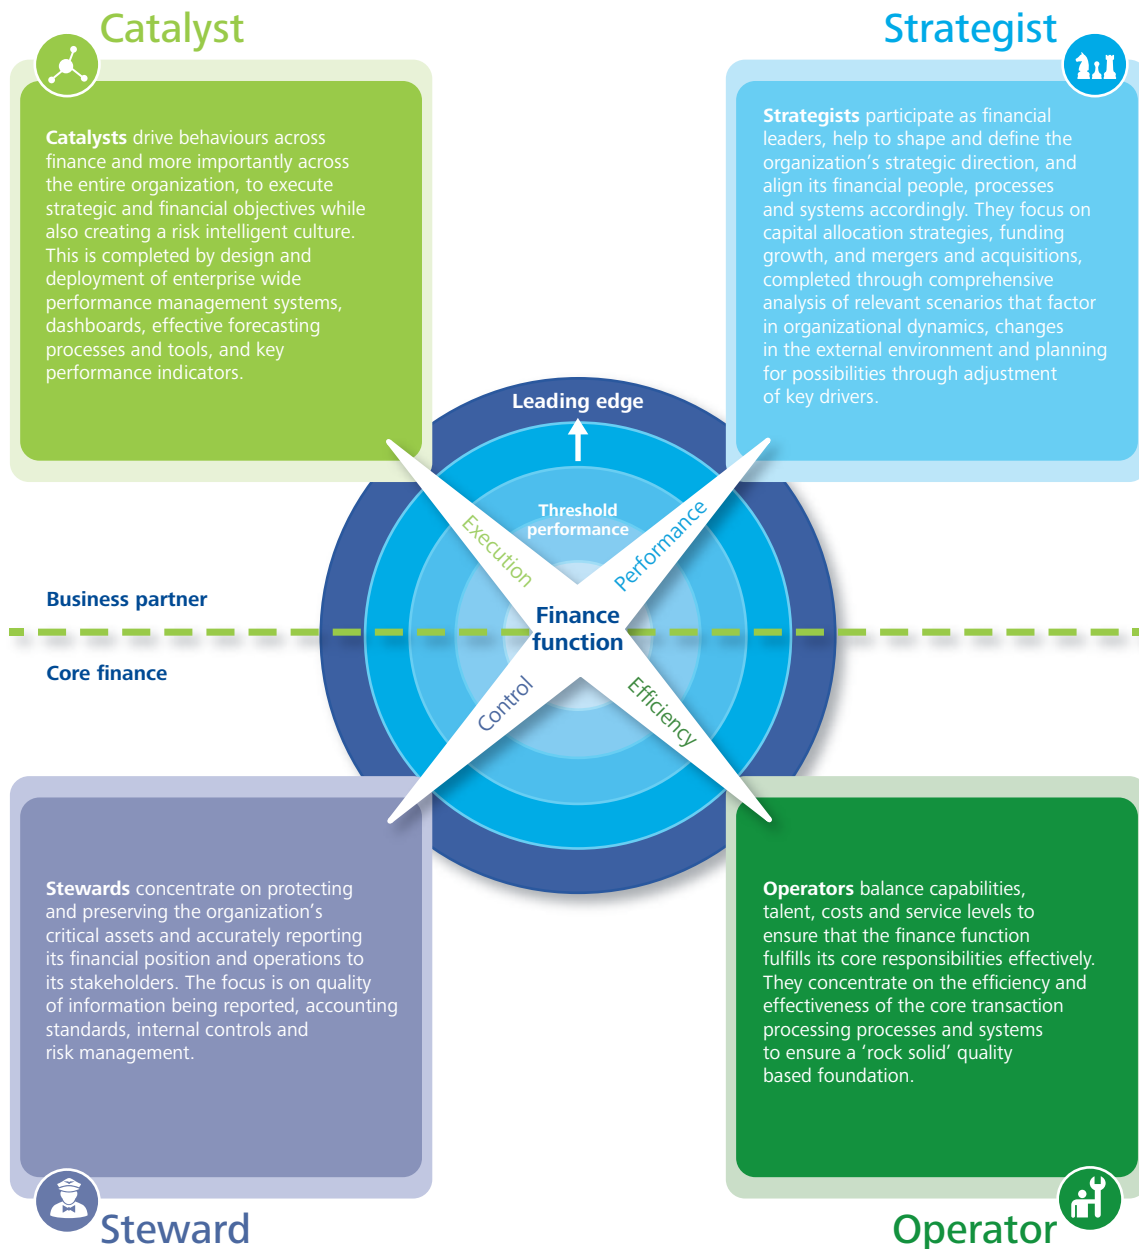 Catalyst
Catalysts drive behaviours across
finance and more importantly across
the entire organization, to execute
strategic and financial objectives while
also creating a risk intelligent culture.
This is completed by design and
deployment of enterprise wide
performance management systems,
dashboards, effective forecasting
processes and tools, and key
performance indicators.
Strategist
Strategists participate as financial
leaders, help to shape and define the
organization's strategic direction, and
align its financial people, processes
and systems accordingly. They focus on
capital allocation strategies, funding
growth, and mergers and acquisitions,
completed through comprehensive
analysis of relevant scenarios that factor
in organizational dynamics, changes
in the external environment and planning
for possibilities through adjustment
of key drivers.
Leading edge
Threshold
performance
Execution
Performance
Business partner
Finance
function
Core finance
Control
Efficiency
Stewards concentrate on protecting
and preserving the organization's
critical assets and accurately reporting
its financial position and operations to
its stakeholders. The focus is on quality
of information being reported, accounting
standards, internal controls and
risk management.
Steward
Operators balance capabilities,
talent, costs and service levels to
ensure that the finance function
fulfills its core responsibilities effectively.
They concentrate on the efficiency and
effectiveness of the core transaction
processing processes and systems
to ensure a 'rock solid' quality
based foundation.
Operator